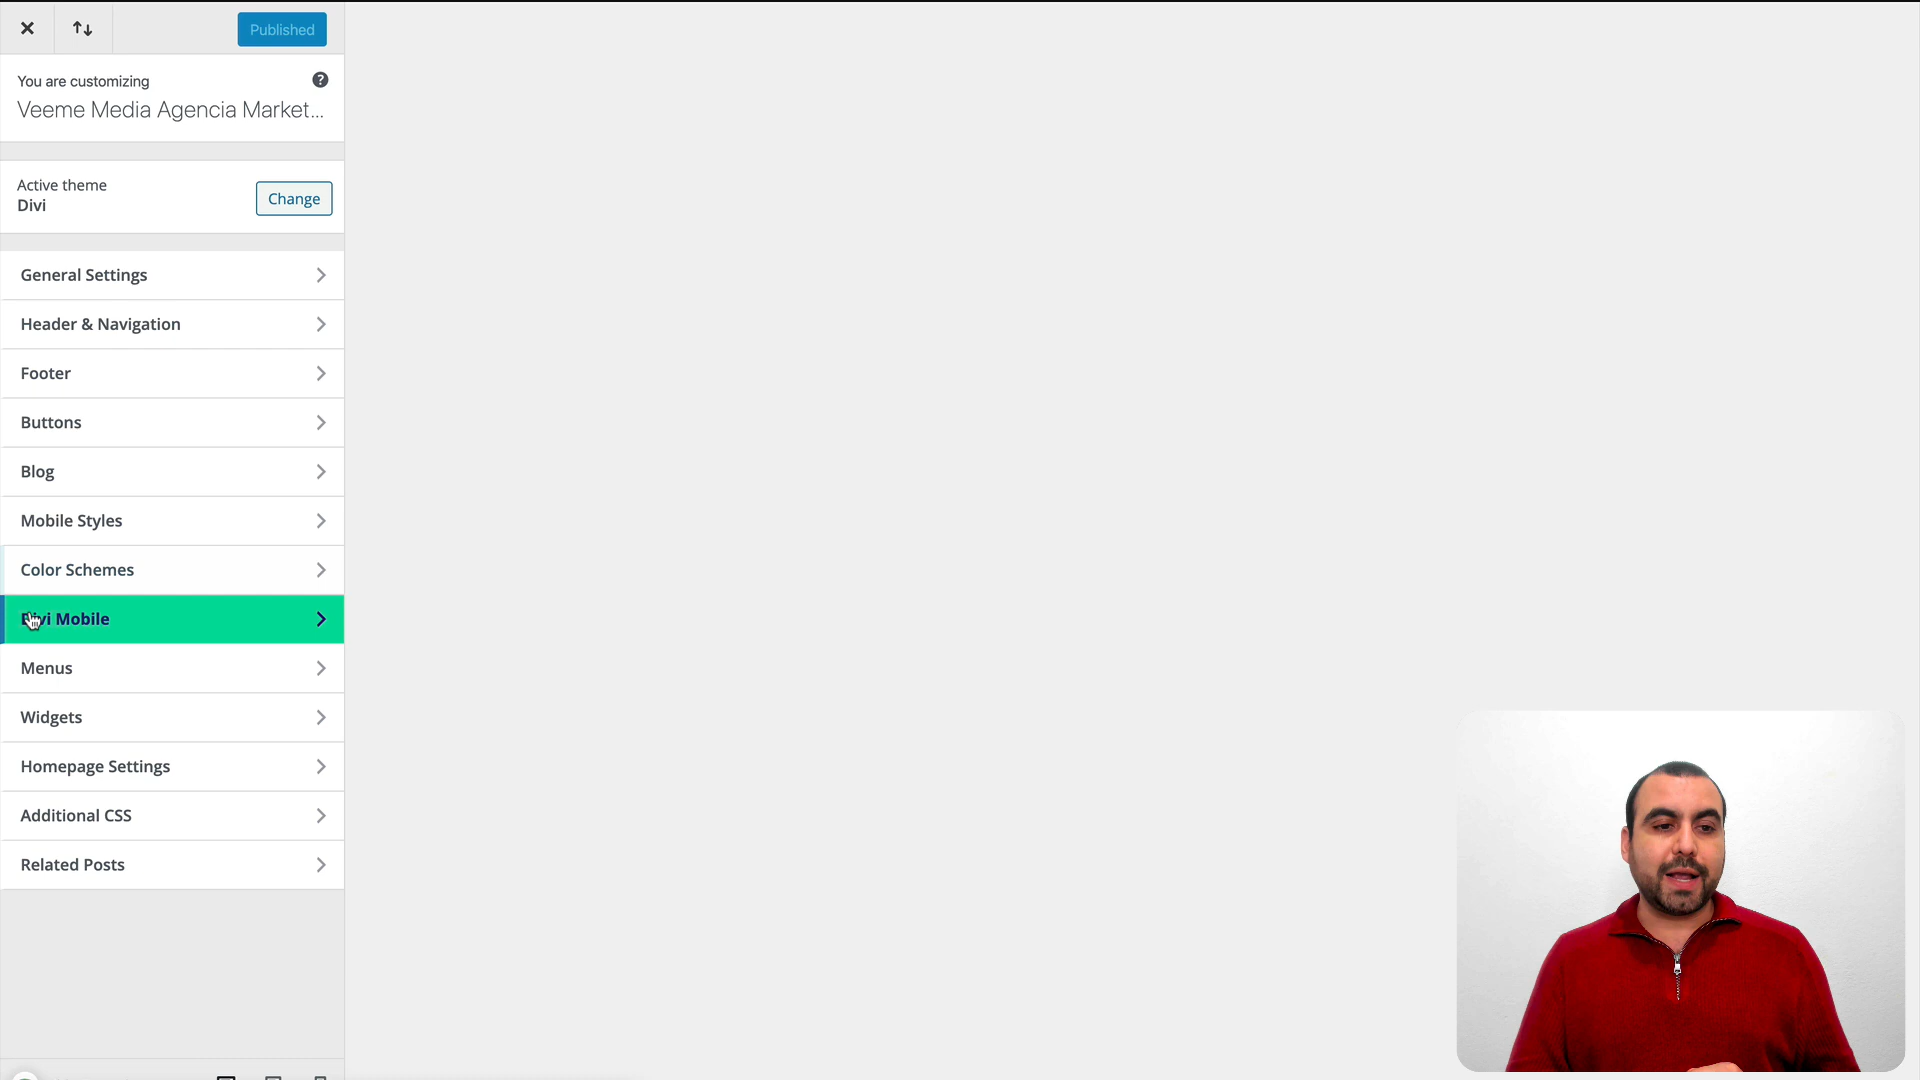 Published
You are customizing
Veeme Media Agencia Market...
Active theme
Divi
Change
General Settings
Header & Navigation
Footer
Buttons
Blog
Mobile Styles
Color Schemes
Divi Mobile
Menus
Widgets
Homepage Settings
Additional CSS
Related Posts